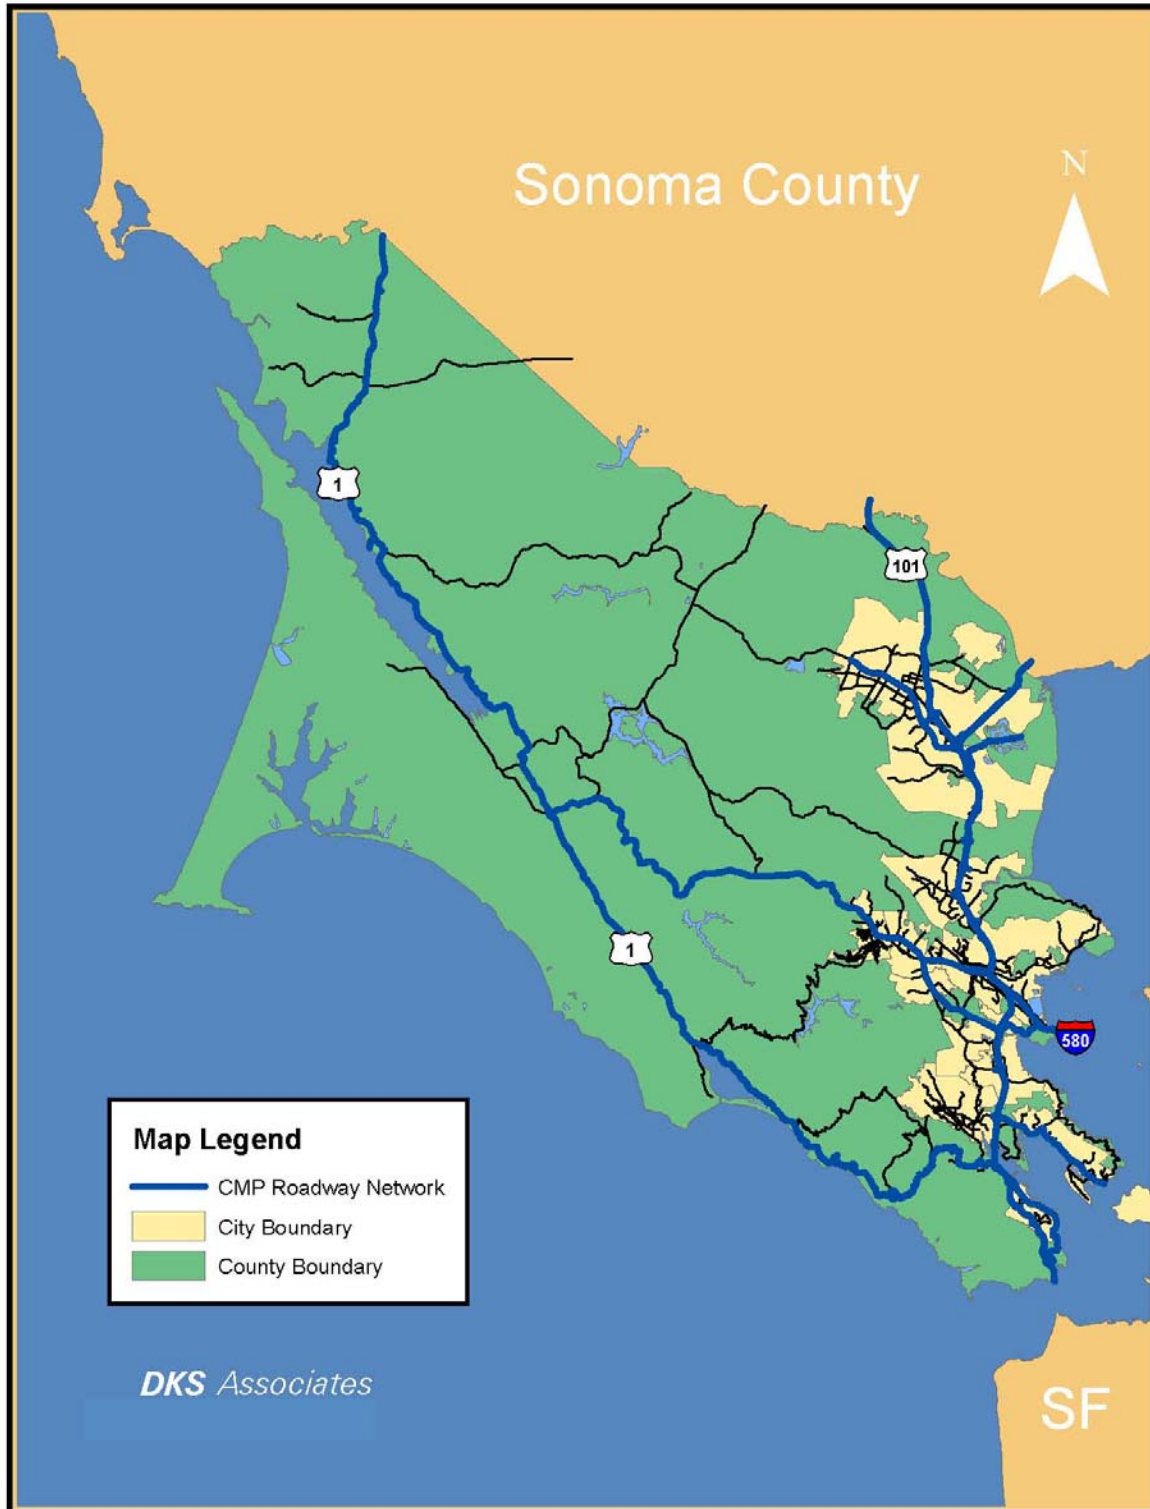 Sonoma County
N
1
101
1
580
Map Legend
CMP Roadway Network
City Boundary
County Boundary
DKS Associates
SF